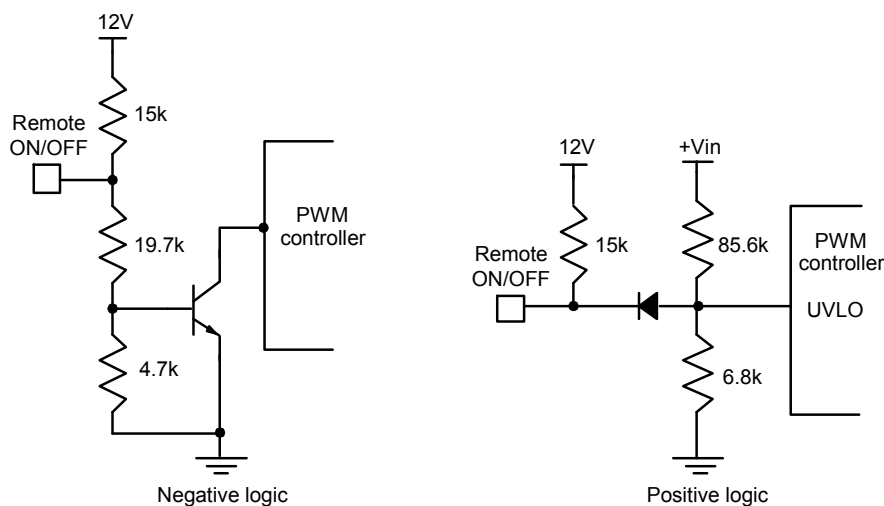 12V
15k
Remote
ON/OFF
19.7k
4.7k
PWM
controller
Negative logic
12V
+Vin
15k
85.6k
Remote
ON/OFF
PWM
controller
UVLO
6.8k
Positive logic